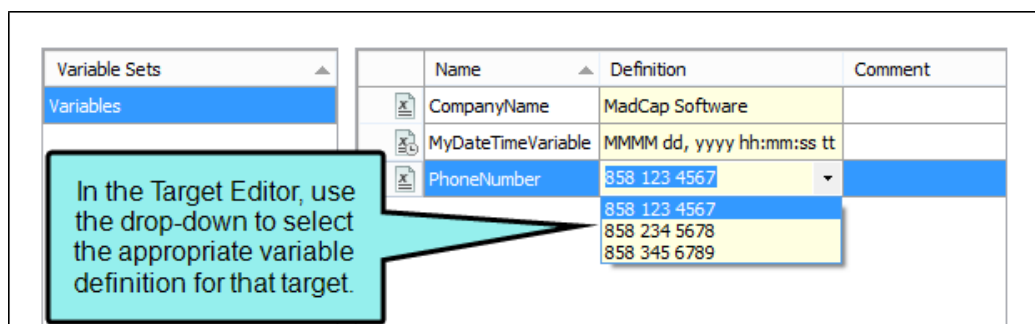 Variable Sets
Name Definition Comment
Variables
CompanyName MadCap Software
MyDateTimeVariable MMMM dd, yyyy hh:mm:ss tt
PhoneNumber 858 123 4567
858 123 4567
858 234 5678
858 345 6789
In the Target Editor, use
the drop-down to select
the appropriate variable
definition for that target.